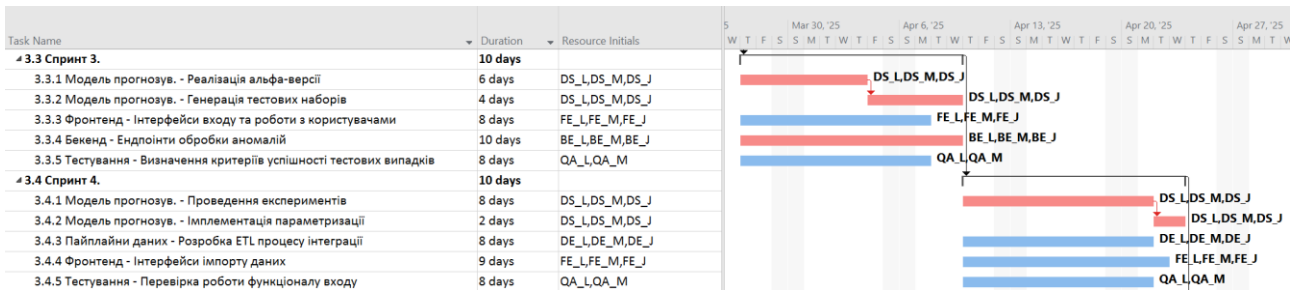 5 Mar 30, '25 Apr 6, '25 Apr 13, '25 Apr 20, '25 Apr 27, '25
Task Name Duration Resource Initials W T F S S M T W T F S S M T W T F S S M T W T F S S M T W T F S S M T W
3.3 Спринт 3. 10 days
3.3.1 Модель прогнозув. - Реалізація альфа-версії 6 days DS_L,DS_M,DS_J DS_L,DS_M,DS_J
3.3.2 Модель прогнозув. - Генерація тестових наборів 4 days DS_L,DS_M,DS_J DS_L,DS_M,DS_J
3.3.3 Фронтенд - Інтерфейси входу та роботи з користувачами 8 days FE_L,FE_M,FE_J FE_L,FE_M,FE_J
3.3.4 Бекенд - Ендпоінти обробки аномалій 10 days BE_L,BE_M,BE_J BE_L,BE_M,BE_J
3.3.5 Тестування - Визначення критеріїв успішності тестових випадків 8 days QA_L,QA_M QA_L,QA_M
3.4 Спринт 4. 10 days
3.4.1 Модель прогнозув. - Проведення експериментів 8 days DS_L,DS_M,DS_J DS_L,DS_M,DS_J
3.4.2 Модель прогнозув. - Імплементація параметризації 2 days DS_L,DS_M,DS_J DS_L,DS_M,DS_J
3.4.3 Пайплайни даних - Розробка ETL процесу інтеграції 8 days DE_L,DE_M,DE_J DE_L,DE_M,DE_J
3.4.4 Фронтенд - Інтерфейси імпорту даних 9 days FE_L,FE_M,FE_J FE_L,FE_M,FE_J
3.4.5 Тестування - Перевірка роботи функціоналу входу 8 days QA_L,QA_M QA_L,QA_M